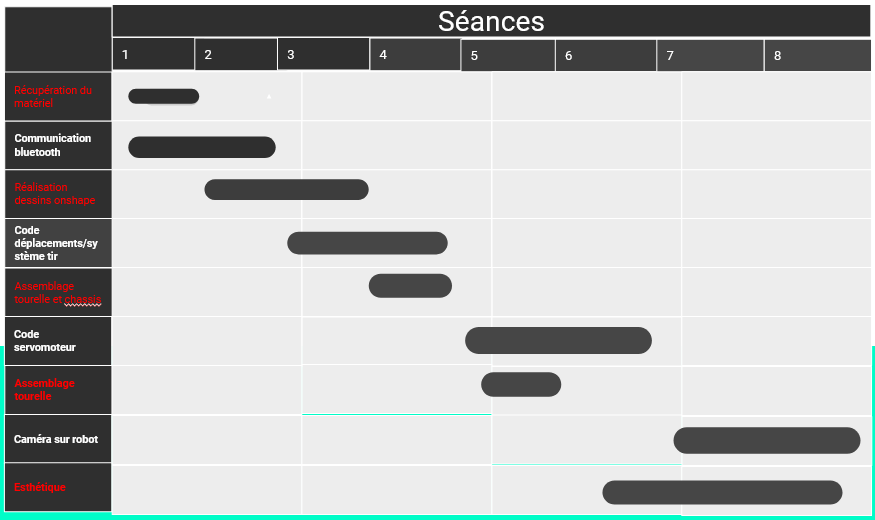 Séances
1 2 3 4 5 6 7 8
Récupération du
matériel
Communication
bluetooth
Réalisation
dessins onshape
Code
déplacements/sy
stème tir
Assemblage
tourelle et chassis
Code
servomoteur
Assemblage
tourelle
Caméra sur robot
Esthétique